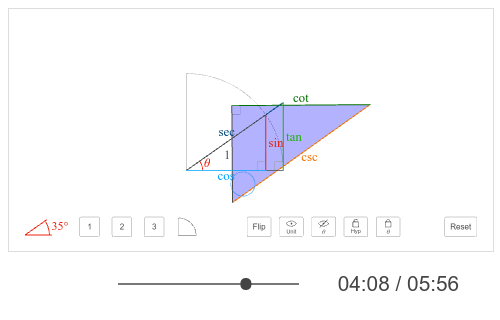 cot
sec
sin
tan
1
csc
θ
cos
35°
1
2
3
Flip
Unit
θ
Hyp
θ
Reset
04:08 / 05:56